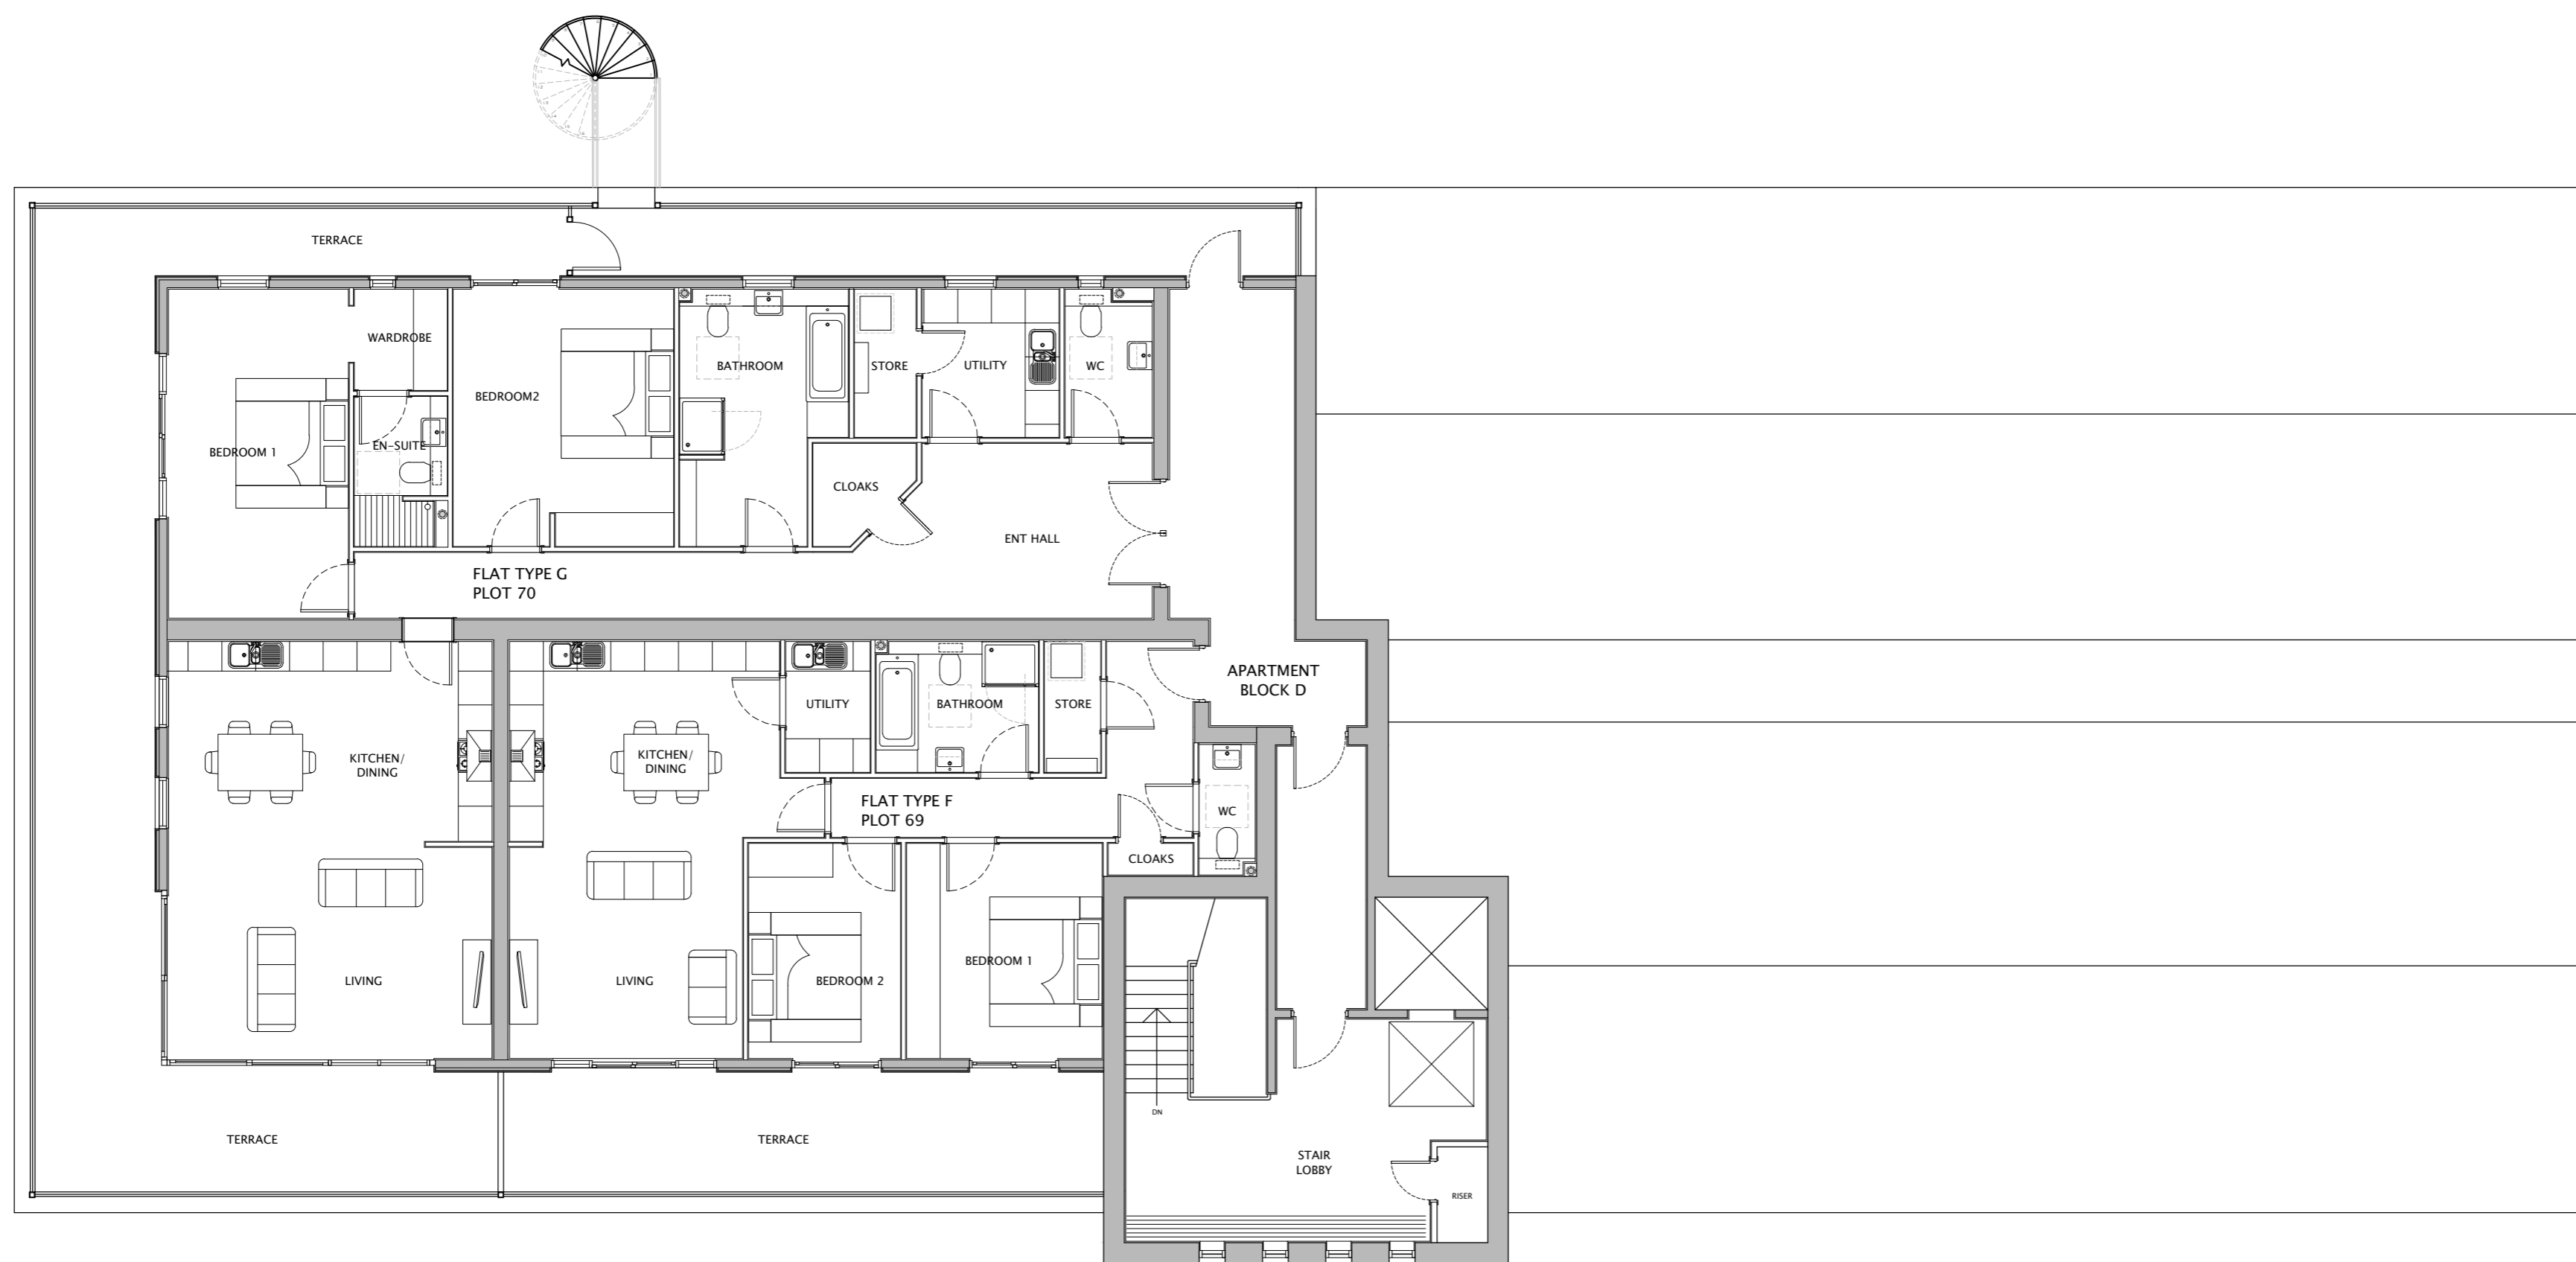 TERRACE
WARDROBE
BEDROOM 1
EN-SUITE
BEDROOM2
BATHROOM
STORE
UTILITY
WC
CLOAKS
ENT HALL
FLAT TYPE G
PLOT 70
APARTMENT
BLOCK D
KITCHEN/
DINING
LIVING
KITCHEN/
DINING
LIVING
UTILITY
BATHROOM
STORE
FLAT TYPE F
PLOT 69
WC
CLOAKS
BEDROOM 2
BEDROOM 1
DN
TERRACE
TERRACE
STAIR
LOBBY
RISER